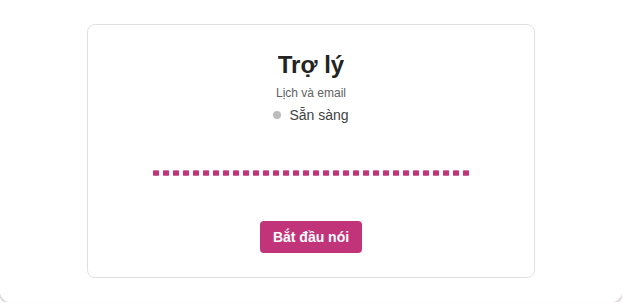 Trợ lý
Lịch và email
Sẵn sàng
Bắt đầu nói